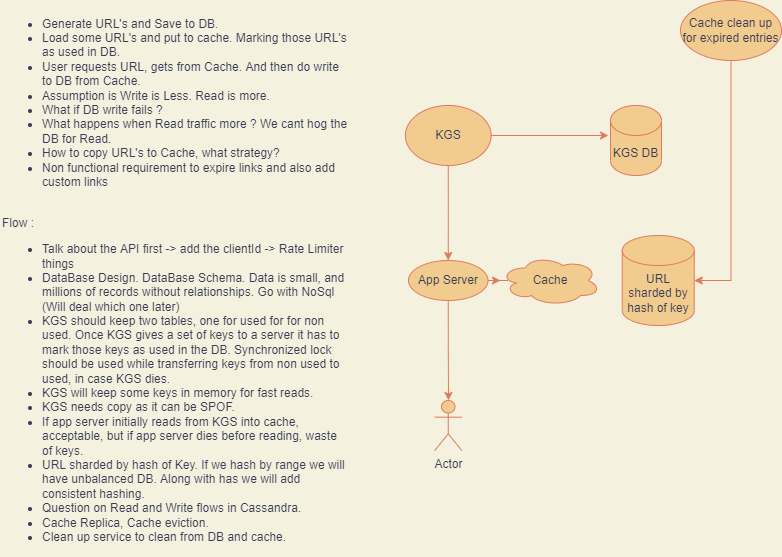 Generate URL's and Save to DB.
Load some URL's and put to cache. Marking those URL's
as used in DB.
User requests URL, gets from Cache. And then do write
to DB from Cache.
Assumption is Write is Less. Read is more.
What if DB write fails ?
What happens when Read traffic more ? We cant hog the
DB for Read.
How to copy URL's to Cache, what strategy?
Non functional requirement to expire links and also add
custom links
Flow :
Talk about the API first -> add the clientId -> Rate Limiter
things
DataBase Design. DataBase Schema. Data is small, and
millions of records without relationships. Go with NoSql
(Will deal which one later)
KGS should keep two tables, one for used for for non
used. Once KGS gives a set of keys to a server it has to
mark those keys as used in the DB. Synchronized lock
should be used while transferring keys from non used to
used, in case KGS dies.
KGS will keep some keys in memory for fast reads.
KGS needs copy as it can be SPOF.
If app server initially reads from KGS into cache,
acceptable, but if app server dies before reading, waste
of keys.
URL sharded by hash of Key. If we hash by range we will
have unbalanced DB. Along with has we will add
consistent hashing.
Question on Read and Write flows in Cassandra.
Cache Replica, Cache eviction.
Clean up service to clean from DB and cache.
Cache clean up
for expired entries
KGS
KGS DB
App Server
Cache
URL
sharded by
hash of key
Actor